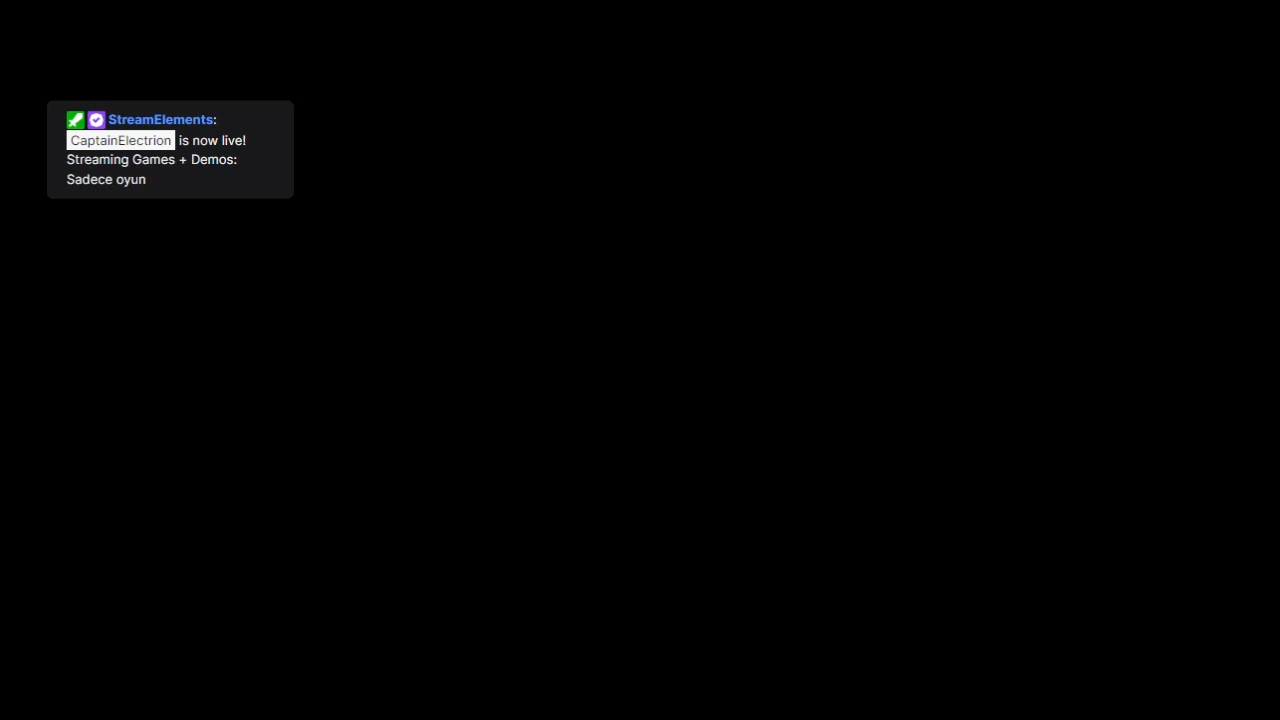 StreamElements:
CaptainElectrion is now live!
Streaming Games + Demos:
Sadece oyun